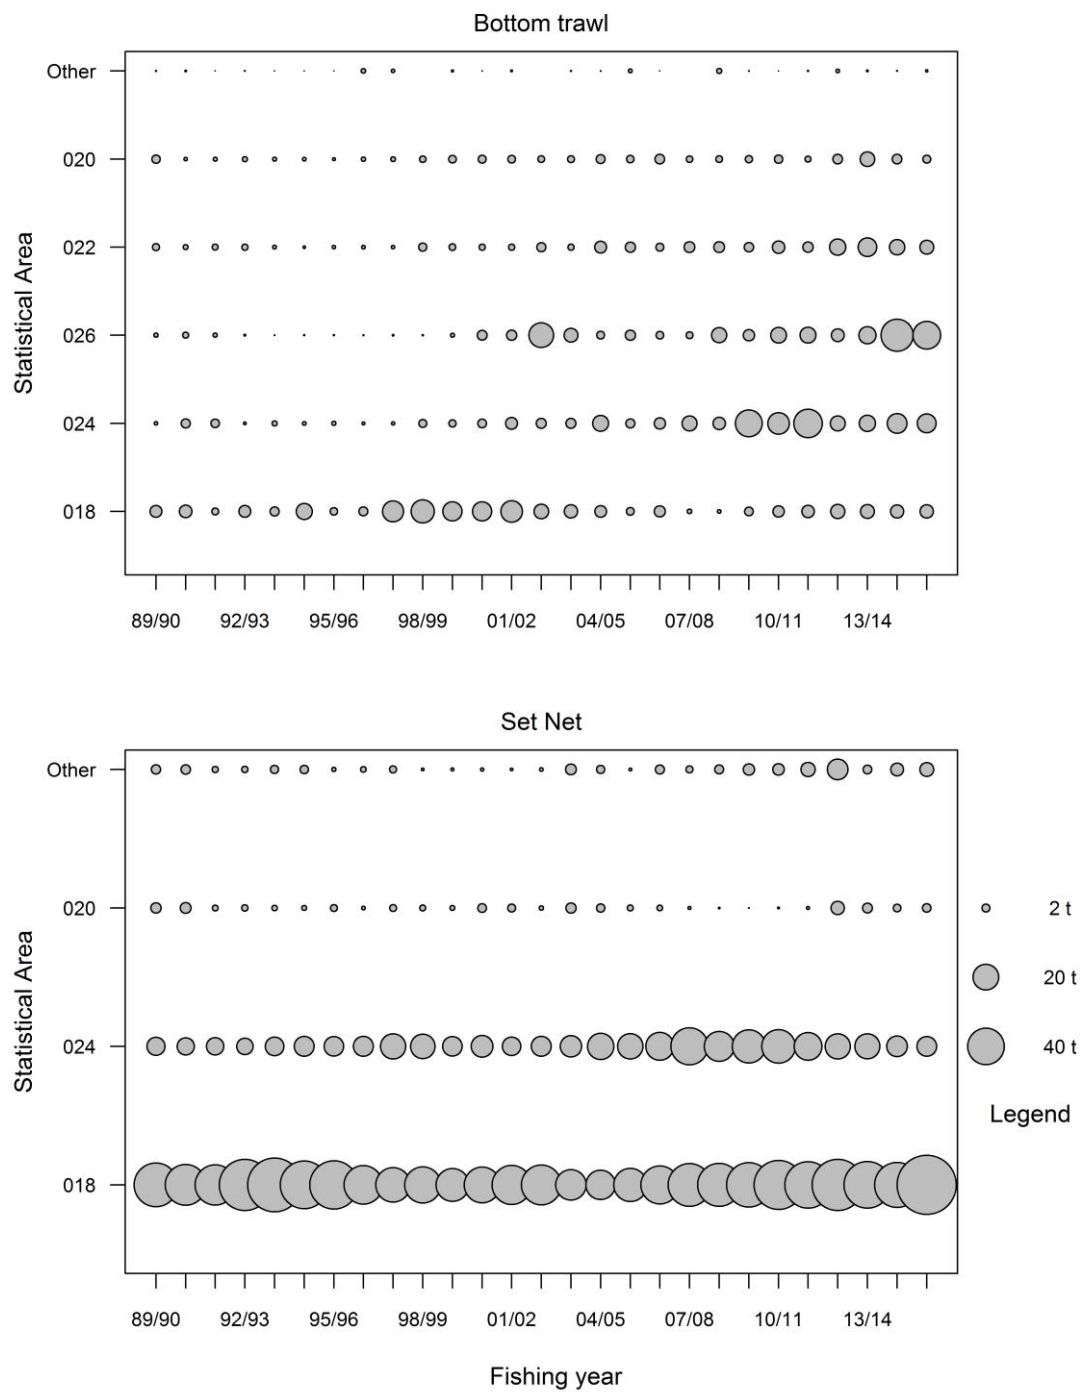 Bottom trawl
Other
020
022
026
024
018
Statistical Area
89/90 92/93 95/96 98/99 01/02 04/05 07/08 10/11 13/14
Set Net
Other
020
024
018
Statistical Area
2 t
20 t
40 t
Legend
89/90 92/93 95/96 98/99 01/02 04/05 07/08 10/11 13/14
Fishing year